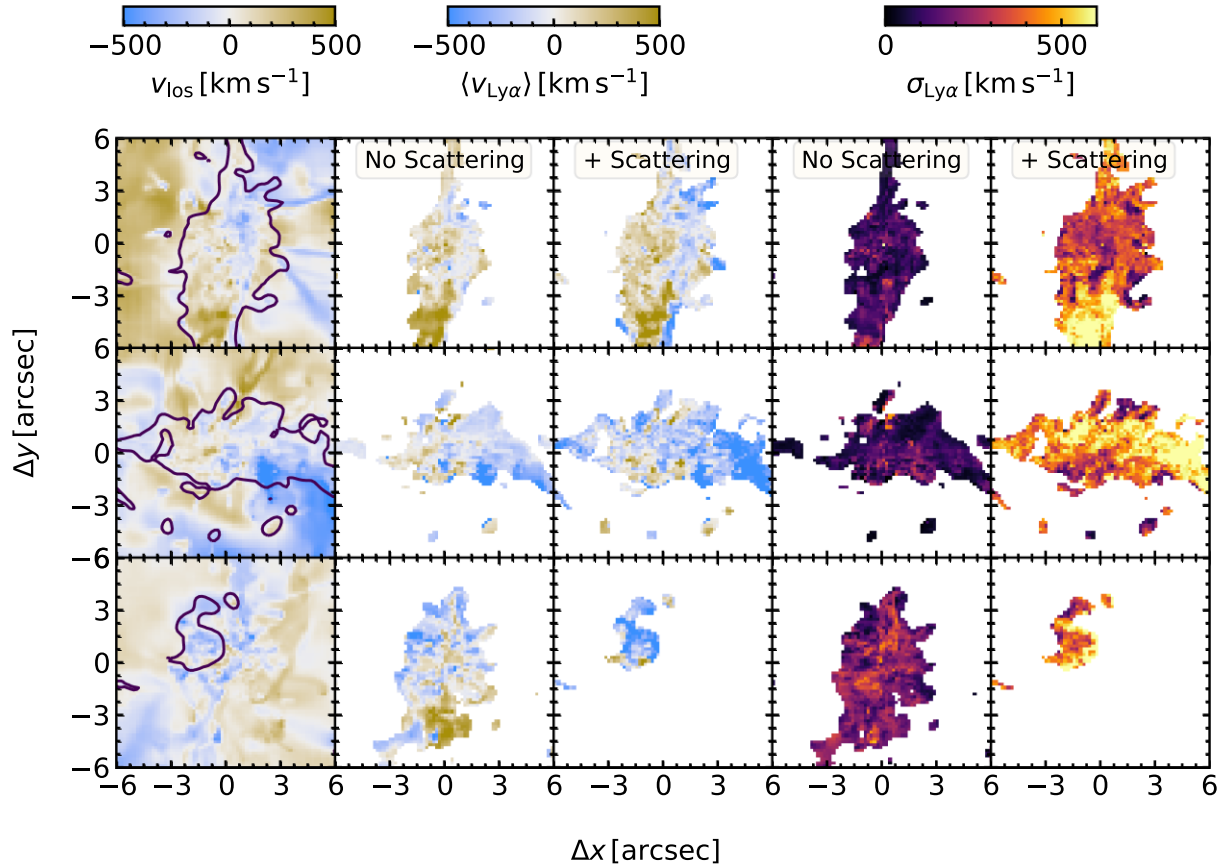 −500 0 500 −500 0 500 0 500
v_los [km s⁻¹] ⟨v_Lyα⟩ [km s⁻¹] σ_Lyα [km s⁻¹]
No Scattering + Scattering No Scattering + Scattering
6
3
0
−3
6
3
0
−3
−6
3
0
−3
−6
Δy [arcsec]
−6 −3 0 3 −3 0 3 −3 0 3 6 −3 0 3 −3 0 3 6
Δx [arcsec]